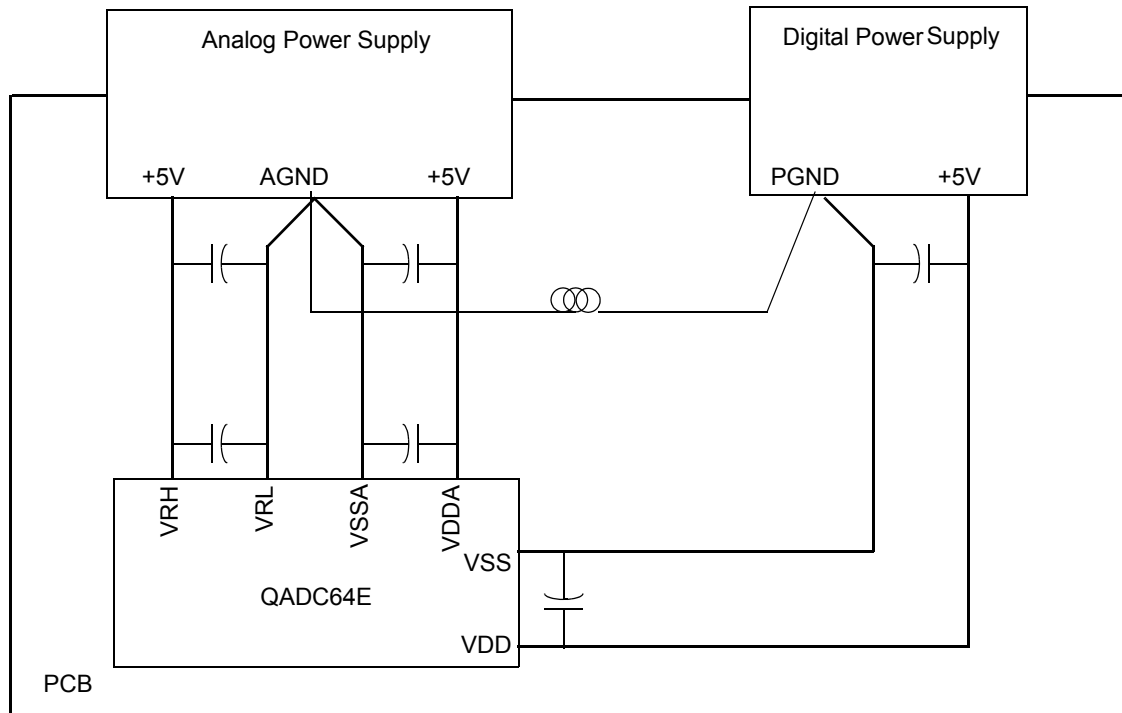 Analog Power Supply
Digital Power Supply
+5V
AGND
+5V
PGND
+5V
VRH
VRL
VSSA
VDDA
VSS
QADC64E
VDD
PCB